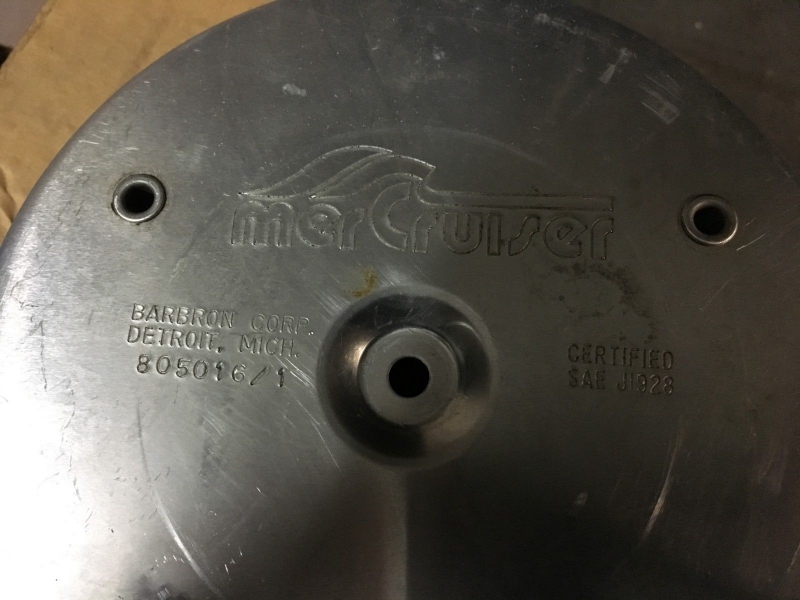 merCruiser
BARBRON CORP.
DETROIT, MICH.
805016/1
CERTIFIED
SAE J1928